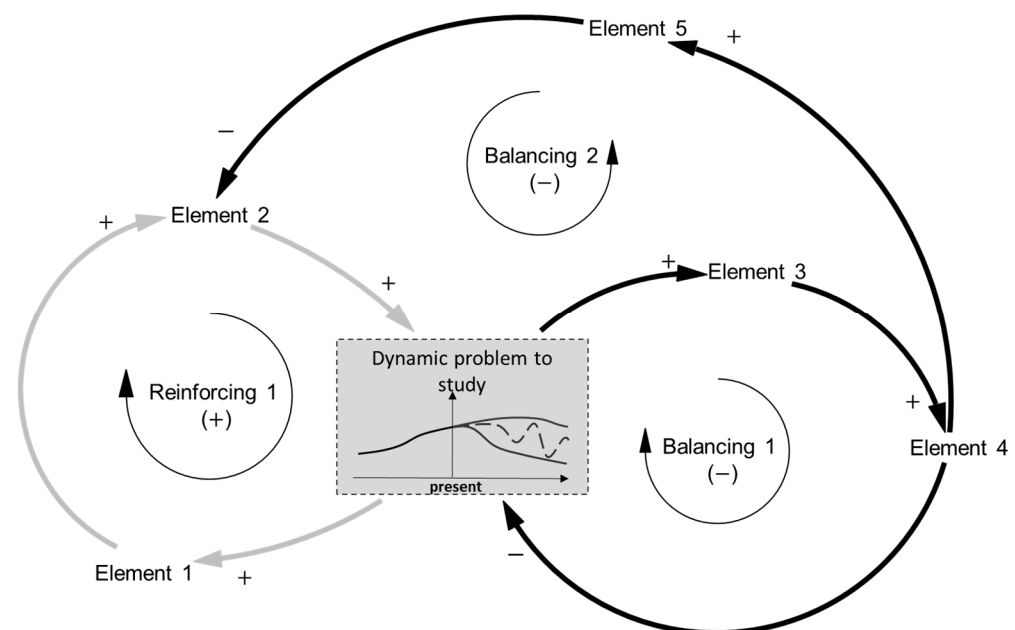 Element 5
+
−
Balancing 2
(−)
Element 2
+
+
+
Element 3
Dynamic problem to
study
present
Reinforcing 1
(+)
+
Balancing 1
(−)
Element 4
−
Element 1
+